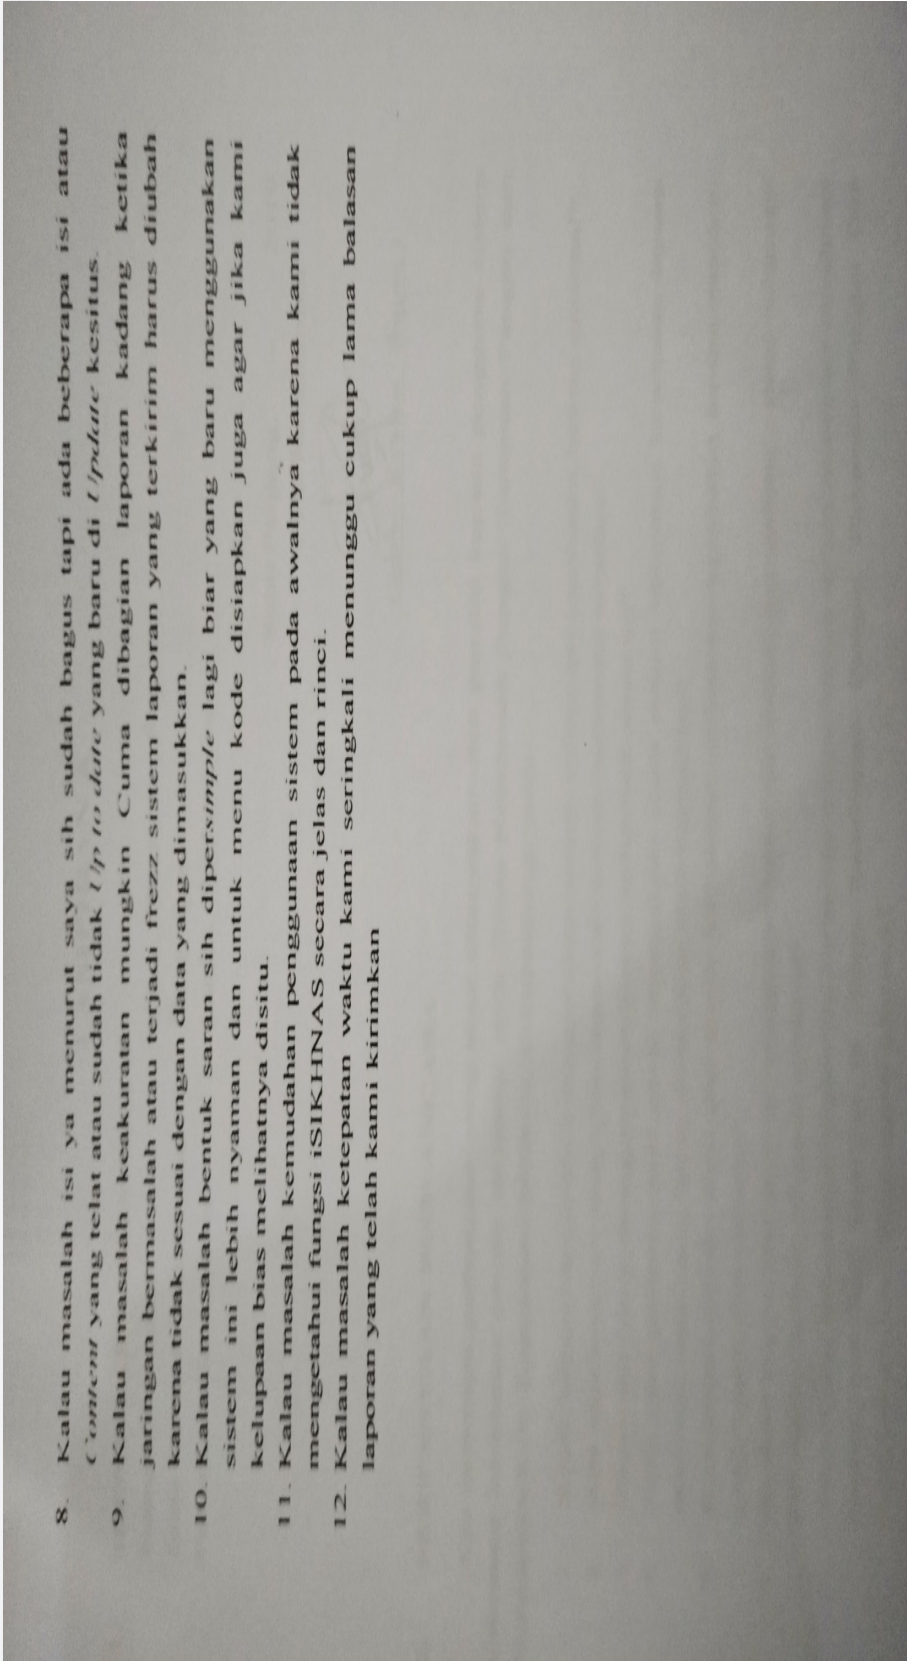 8. Kalau masalah isi ya menurut saya sih sudah bagus tapi ada beberapa isi atau
Content yang telat atau sudah tidak Up to date yang baru di Update kesitus.
9. Kalau masalah keakuratan mungkin Cuma dibagian laporan kadang ketika
jaringan bermasalah atau terjadi frezz sistem laporan yang terkirim harus diubah
karena tidak sesuai dengan data yang dimasukkan.
10. Kalau masalah bentuk saran sih dipersimple lagi biar yang baru menggunakan
sistem ini lebih nyaman dan untuk menu kode disiapkan juga agar jika kami
kelupaan bias melihatnya disitu.
11. Kalau masalah kemudahan penggunaan sistem pada awalnya karena kami tidak
mengetahui fungsi iSIKHNAS secara jelas dan rinci.
12. Kalau masalah ketepatan waktu kami seringkali menunggu cukup lama balasan
laporan yang telah kami kirimkan